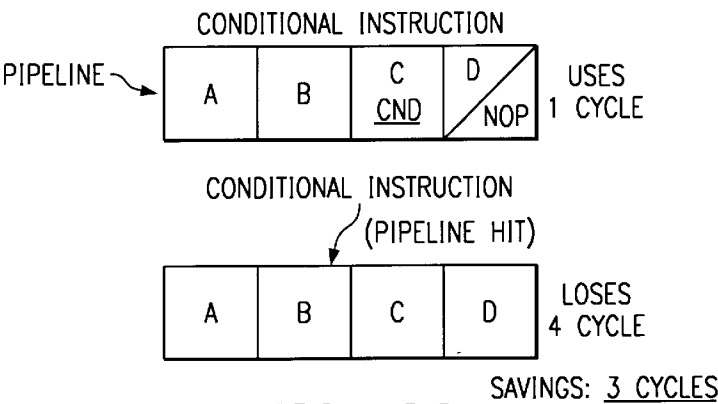 CONDITIONAL INSTRUCTION
PIPELINE
A B C D
CND NOP
USES
1 CYCLE
CONDITIONAL INSTRUCTION
(PIPELINE HIT)
A B C D
LOSES
4 CYCLE
SAVINGS: 3 CYCLES